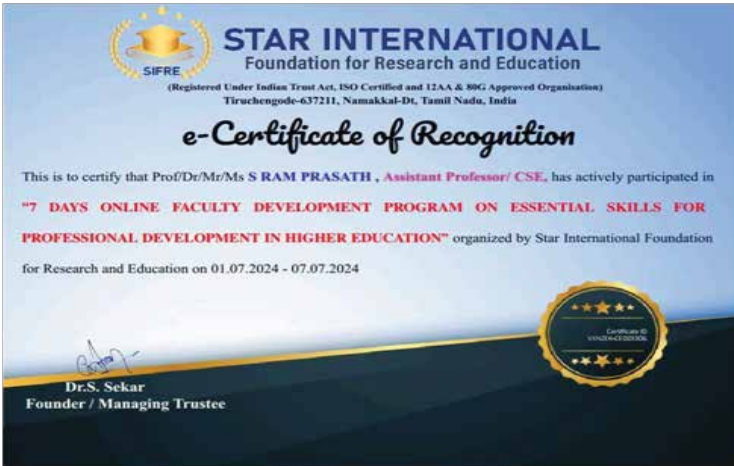 SIFRE
STAR INTERNATIONAL
Foundation for Research and Education
(Registered Under Indian Trust Act, ISO Certified and 12AA & 80G Approved Organisation)
Tiruchengode-637211, Namakkal-Dt, Tamil Nadu, India
e-Certificate of Recognition
This is to certify that Prof/Dr/Mr/Ms S RAM PRASATH , Assistant Professor/ CSE, has actively participated in
"7 DAYS ONLINE FACULTY DEVELOPMENT PROGRAM ON ESSENTIAL SKILLS FOR
PROFESSIONAL DEVELOPMENT IN HIGHER EDUCATION" organized by Star International Foundation
for Research and Education on 01.07.2024 - 07.07.2024
Certificate ID
Dr.S. Sekar
Founder / Managing Trustee